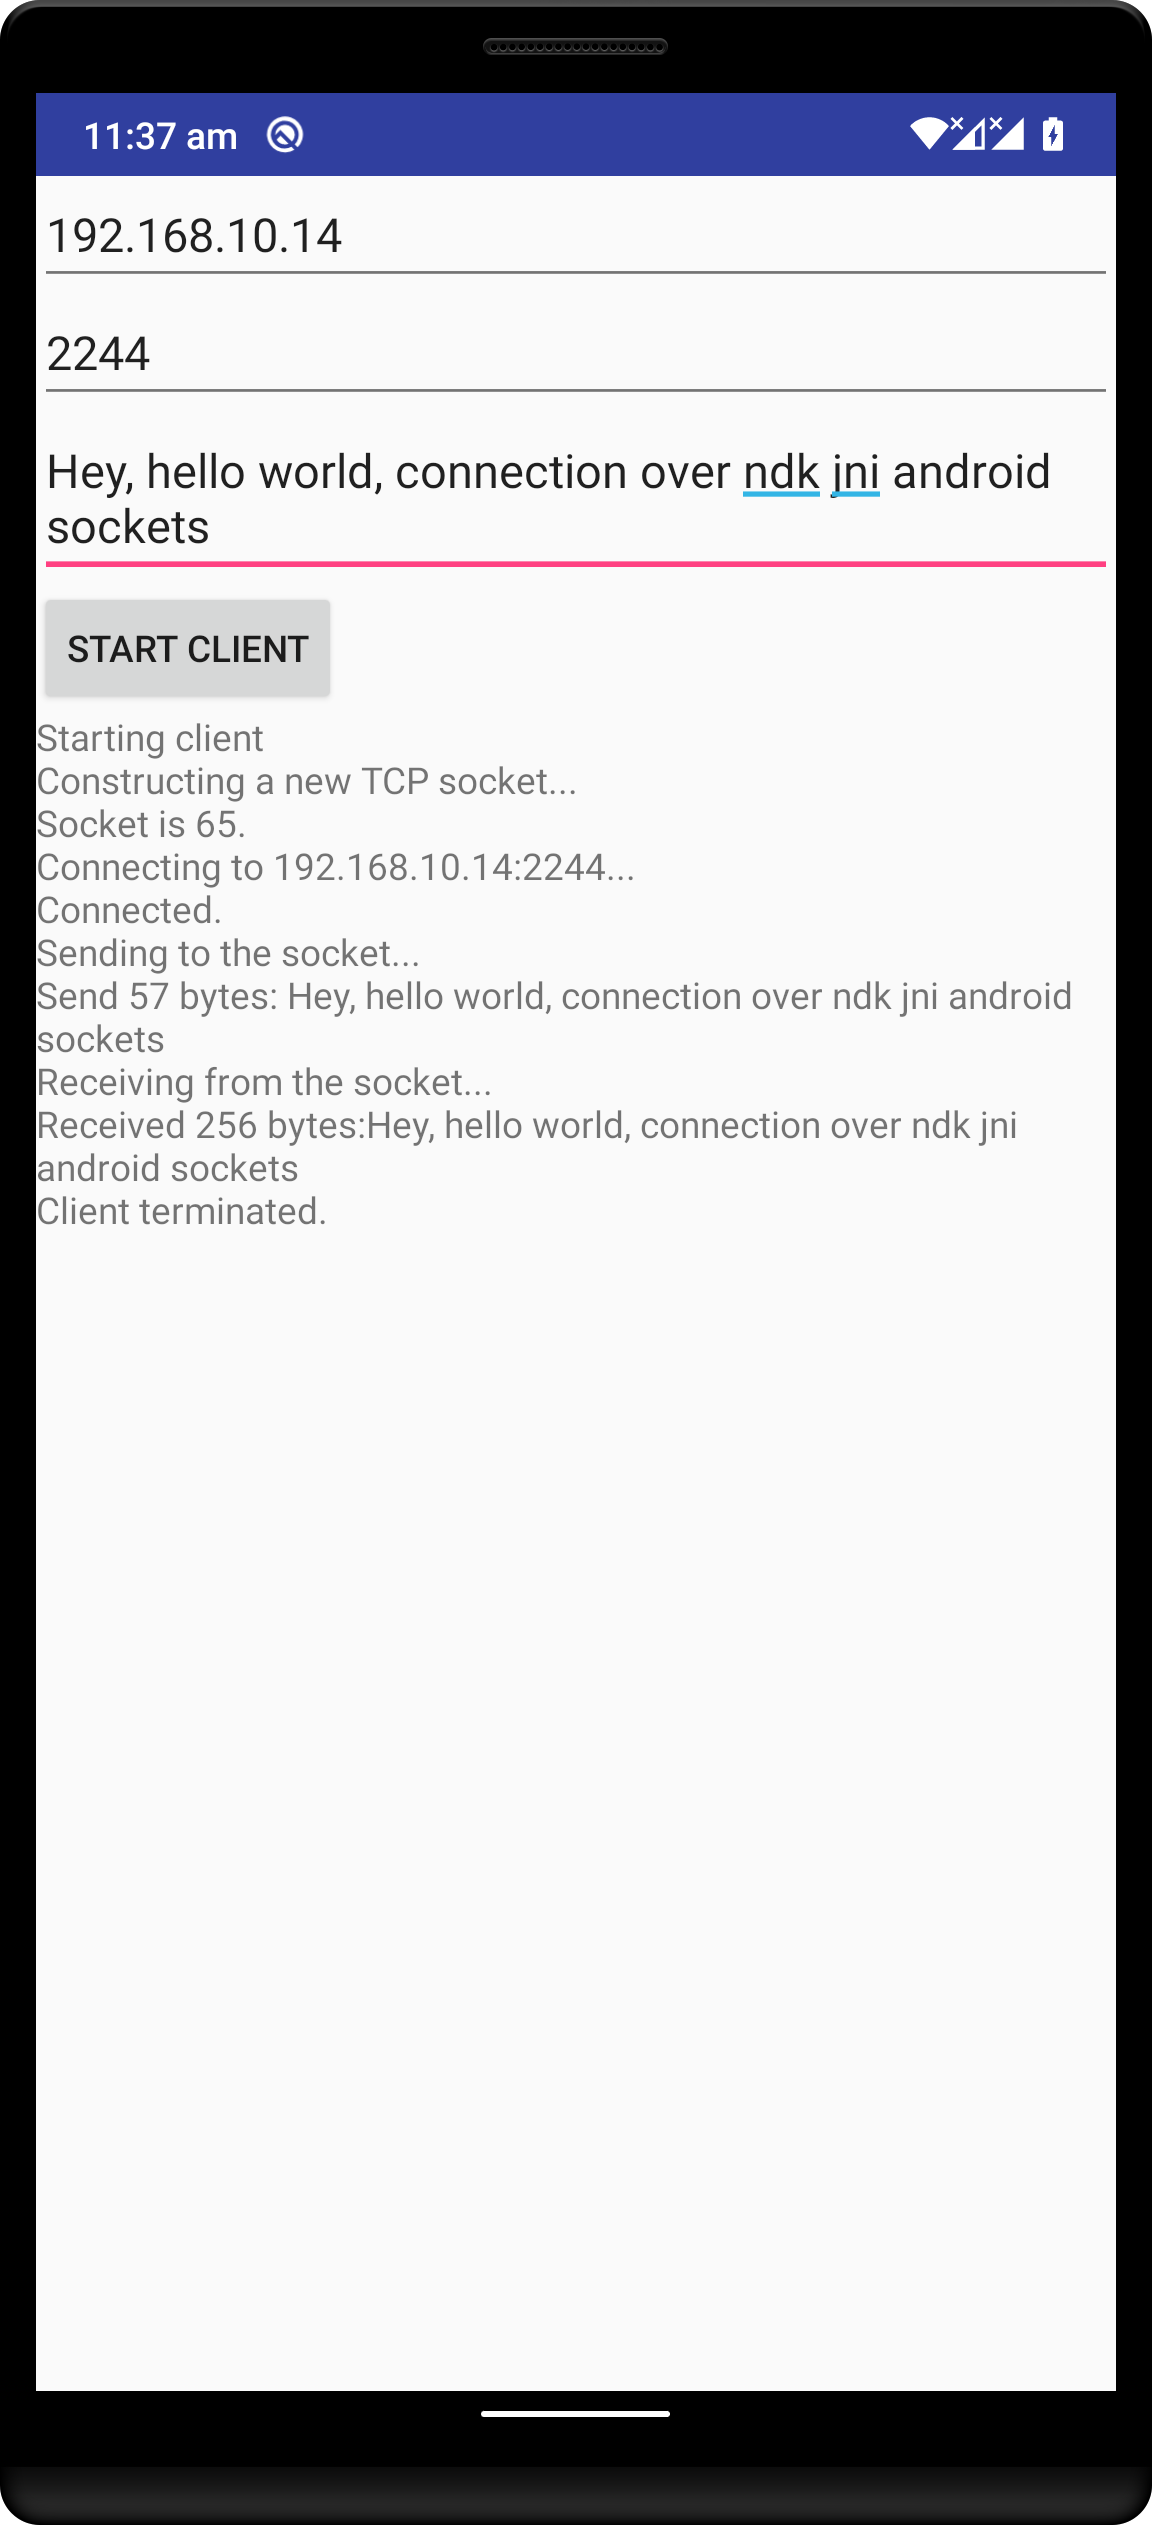 11:37 am
192.168.10.14
2244
Hey, hello world, connection over ndk jni android
sockets
START CLIENT
Starting client
Constructing a new TCP socket...
Socket is 65.
Connecting to 192.168.10.14:2244...
Connected.
Sending to the socket...
Send 57 bytes: Hey, hello world, connection over ndk jni android
sockets
Receiving from the socket...
Received 256 bytes:Hey, hello world, connection over ndk jni
android sockets
Client terminated.